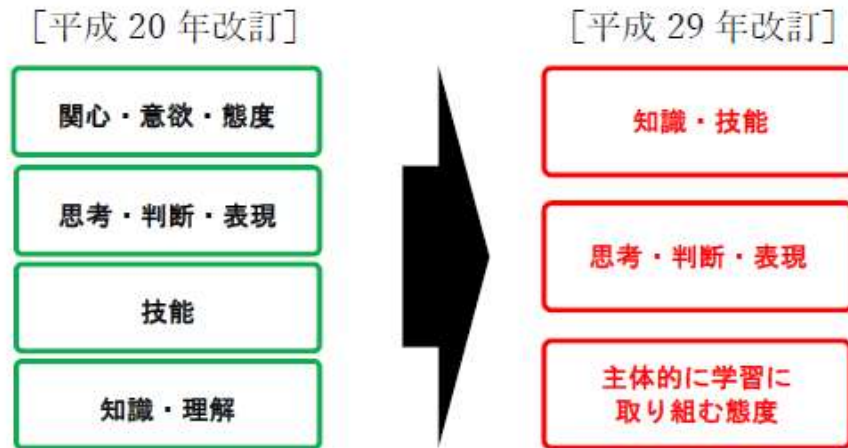 ［平成 20 年改訂］
関心・意欲・態度
思考・判断・表現
技能
知識・理解
［平成 29 年改訂］
知識・技能
思考・判断・表現
主体的に学習に
取り組む態度